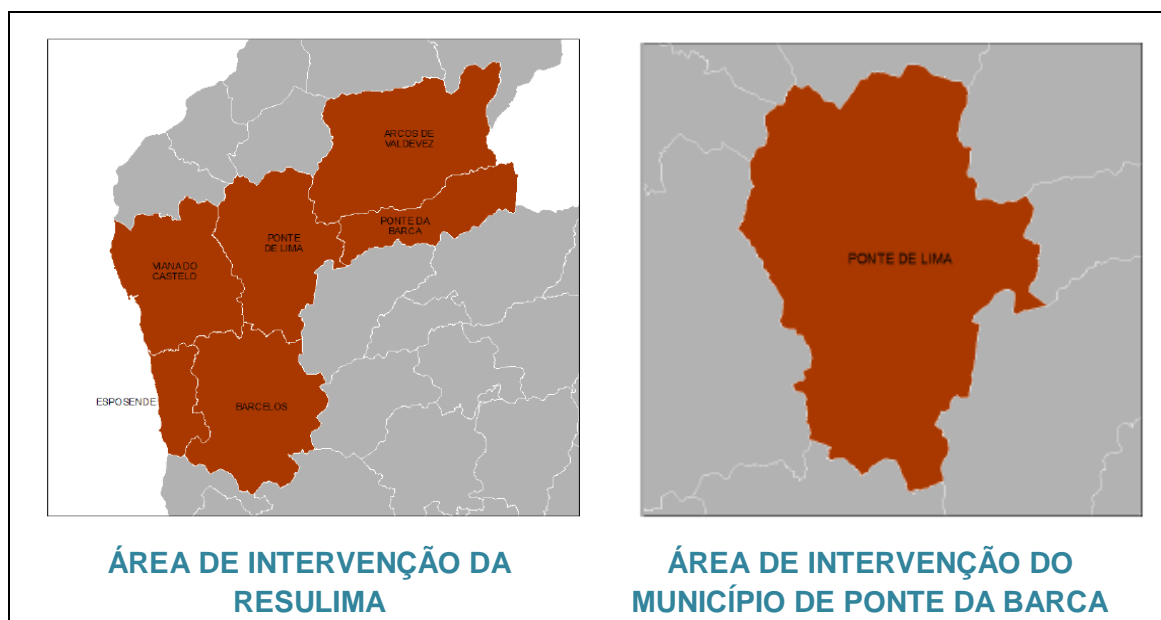 ARCOS DE
VALDEVEZ
PONTE DA
BARCA
PONTE
DE LIMA
VIANA DO
CASTELO
ESPOSENDE
BARCELOS
PONTE DE LIMA
ÁREA DE INTERVENÇÃO DA
RESULIMA
ÁREA DE INTERVENÇÃO DO
MUNICÍPIO DE PONTE DA BARCA